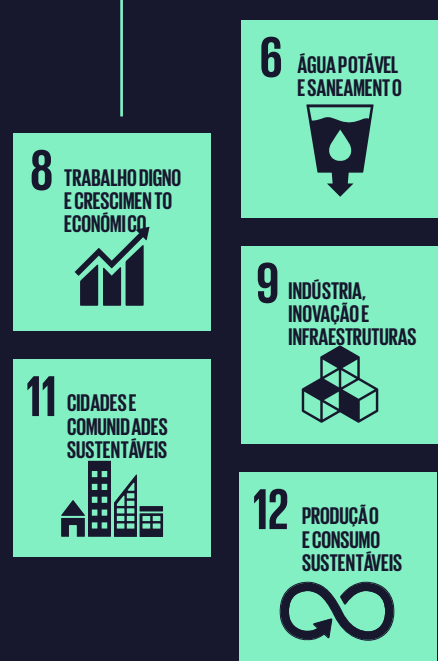 6
ÁGUA POTÁVEL
E SANEAMENTO
8
TRABALHO DIGNO
E CRESCIMENTO
ECONÓMICO
9
INDÚSTRIA,
INOVAÇÃO E
INFRAESTRUTURAS
11
CIDADES E
COMUNIDADES
SUSTENTÁVEIS
12
PRODUÇÃO
E CONSUMO
SUSTENTÁVEIS